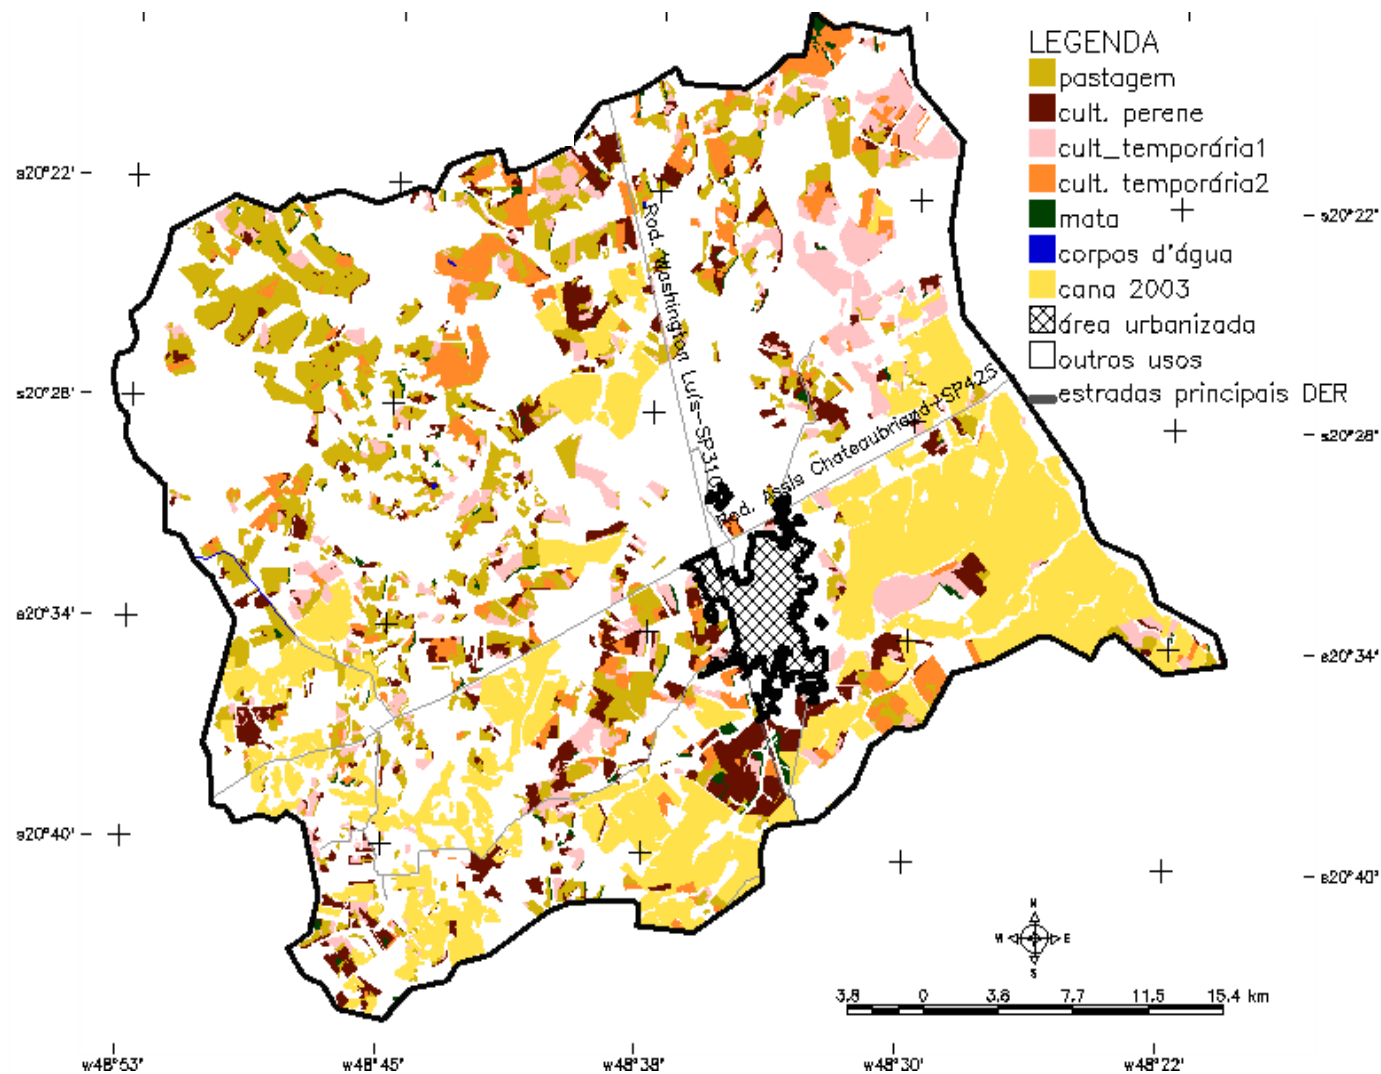 LEGENDA
pastagem
cult. perene
cult_temporária1
cult. temporária2
mata
corpos d'água
cana 2003
área urbanizada
outros usos
estradas principais DER
s20°22'
s20°22'
s20°28'
s20°28'
s20°34'
s20°34'
s20°40'
s20°40'
Rod. Washington Luís-SP310
Rod. Assis Chateaubriand-SP425
N
W
E
S
3.8 0 3.8 7.7 11.5 15.4 km
w48°53' w48°45' w48°38' w48°30' w48°22'